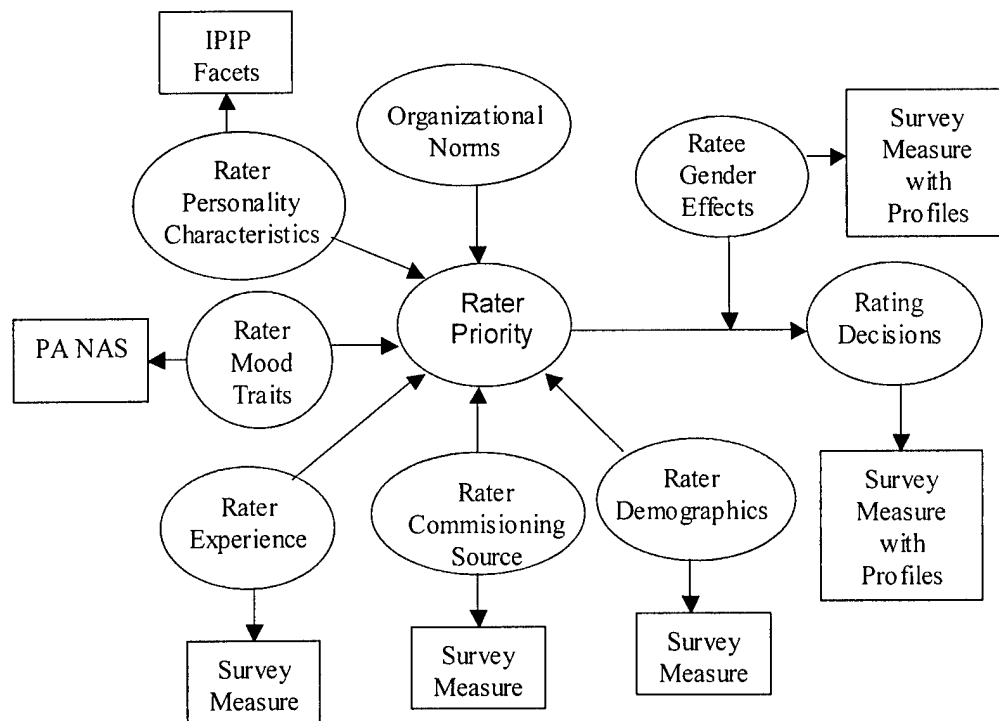 IPIP
Facets
Organizational
Norms
Ratee
Gender
Effects
Survey
Measure
with
Profiles
Rater
Personality
Characteristics
Rater
Priority
Rating
Decisions
PA NAS
Rater
Mood
Traits
Rater
Experience
Rater
Commisioning
Source
Rater
Demographics
Survey
Measure
with
Profiles
Survey
Measure
Survey
Measure
Survey
Measure